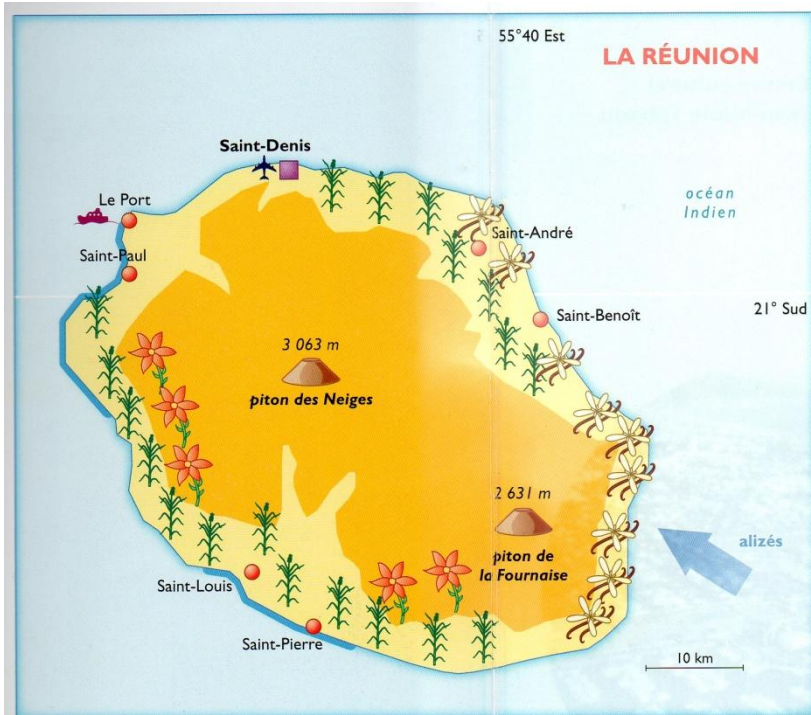 55°40 Est
LA RÉUNION
Saint-Denis
océan
Indien
Le Port
Saint-André
Saint-Paul
Saint-Benoît
21° Sud
3 063 m
piton des Neiges
2 631 m
alizés
piton de
la Fournaise
Saint-Louis
Saint-Pierre
10 km